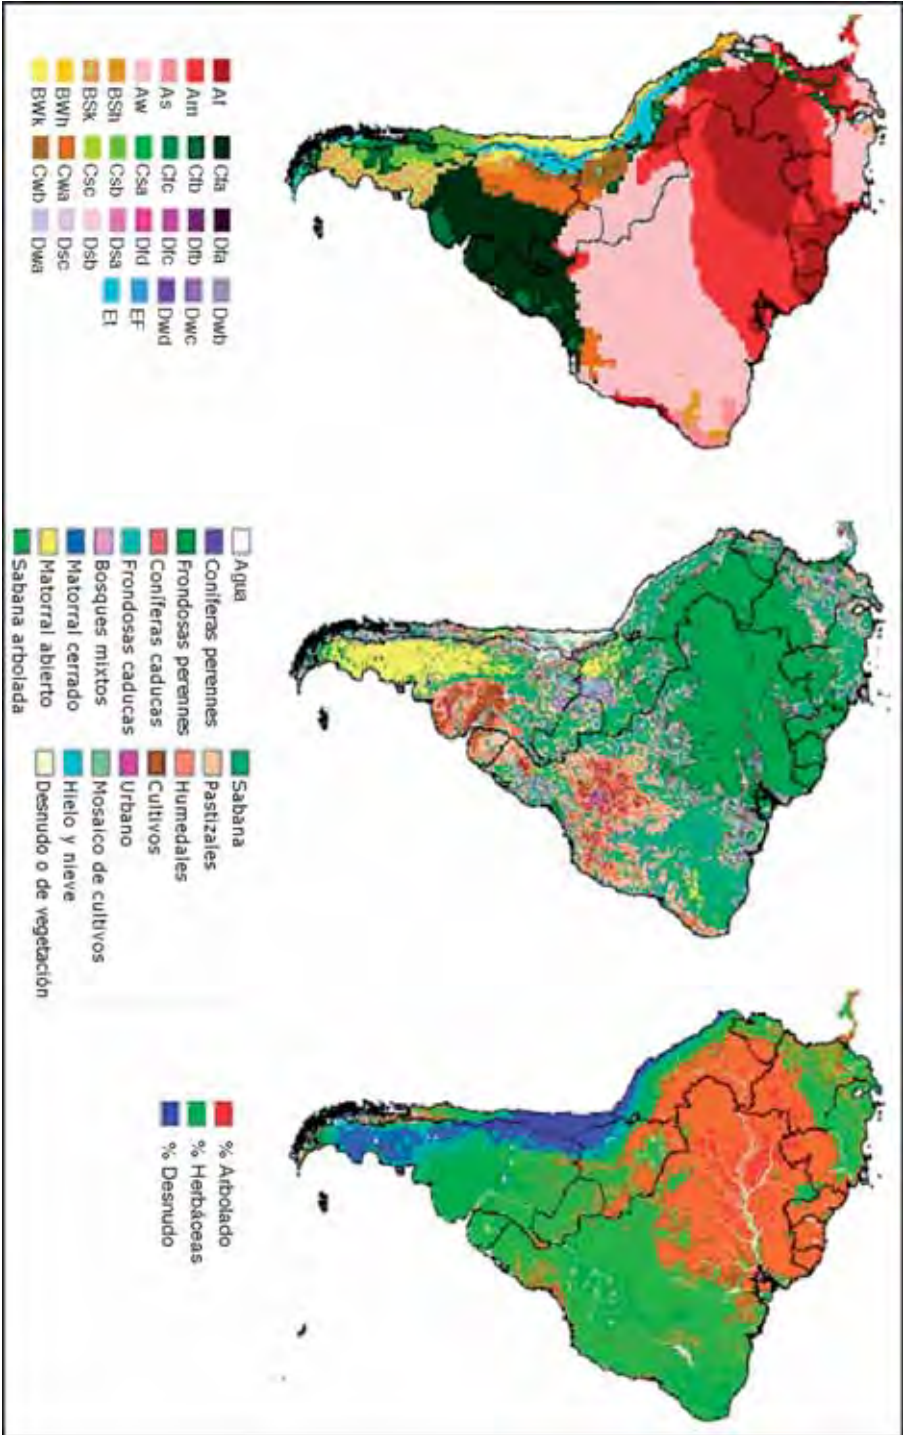 Af
Am
As
Aw
BSh
BSk
BWh
BWk
Cfa
Cfb
Cfc
Csa
Csb
Csc
Cwa
Cwb
Dfa
Dfb
Dfc
Dfd
Dsa
Dsb
Dsc
Dwa
Dwb
Dwc
Dwd
EF
Et
Agua
Coníferas perennes
Frondosas perennes
Coníferas caducas
Frondosas caducas
Bosques mixtos
Matorral cerrado
Matorral abierto
Sabana arbolada
Sabana
Pastizales
Humedales
Cultivos
Urbano
Mosaico de cultivos
Hielo y nieve
Desnudo o de vegetación
% Arbolado
% Herbáceas
% Desnudo